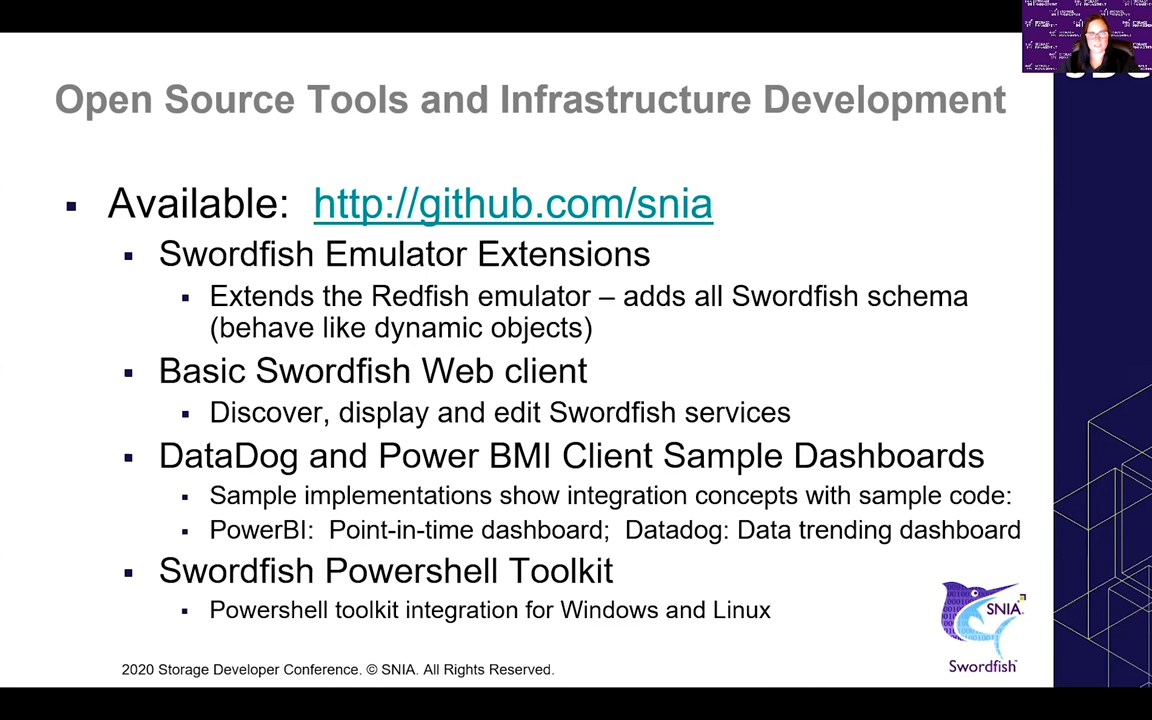 Open Source Tools and Infrastructure Development
▪ Available: http://github.com/snia
▪ Swordfish Emulator Extensions
▪ Extends the Redfish emulator – adds all Swordfish schema
(behave like dynamic objects)
▪ Basic Swordfish Web client
▪ Discover, display and edit Swordfish services
▪ DataDog and Power BMI Client Sample Dashboards
▪ Sample implementations show integration concepts with sample code:
▪ PowerBI: Point-in-time dashboard; Datadog: Data trending dashboard
▪ Swordfish Powershell Toolkit
▪ Powershell toolkit integration for Windows and Linux
SNIA
Swordfish
2020 Storage Developer Conference. © SNIA. All Rights Reserved.